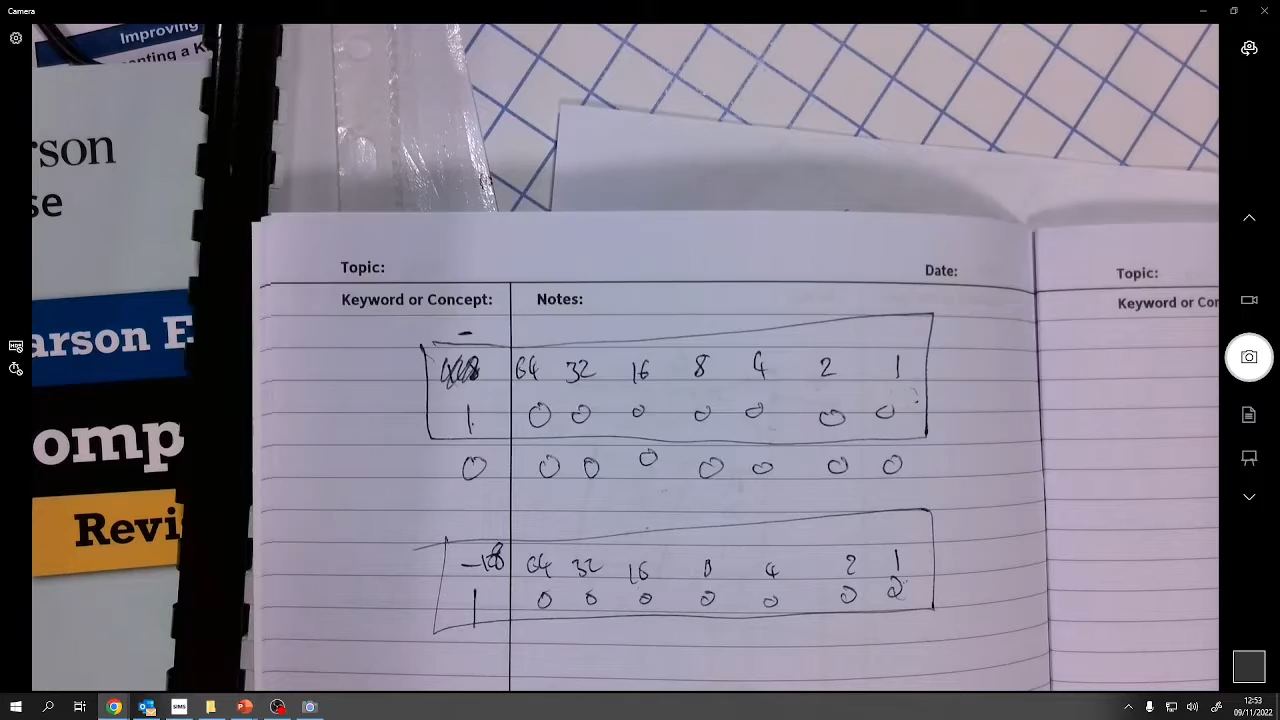 Camera
Improving
enting a K
rson
se
arson E
omp
Revi
Topic:
Date:
Keyword or Concept:
Notes:
-
64 32 16 8 4 2 1
1 0 0 0 0 0 0 0
0 0 0 0 0 0 0 0
-128 64 32 16 8 4 2 1
1 0 0 0 0 0 0
Topic:
Keyword or Cor
SIMS
12:53
09/11/2022